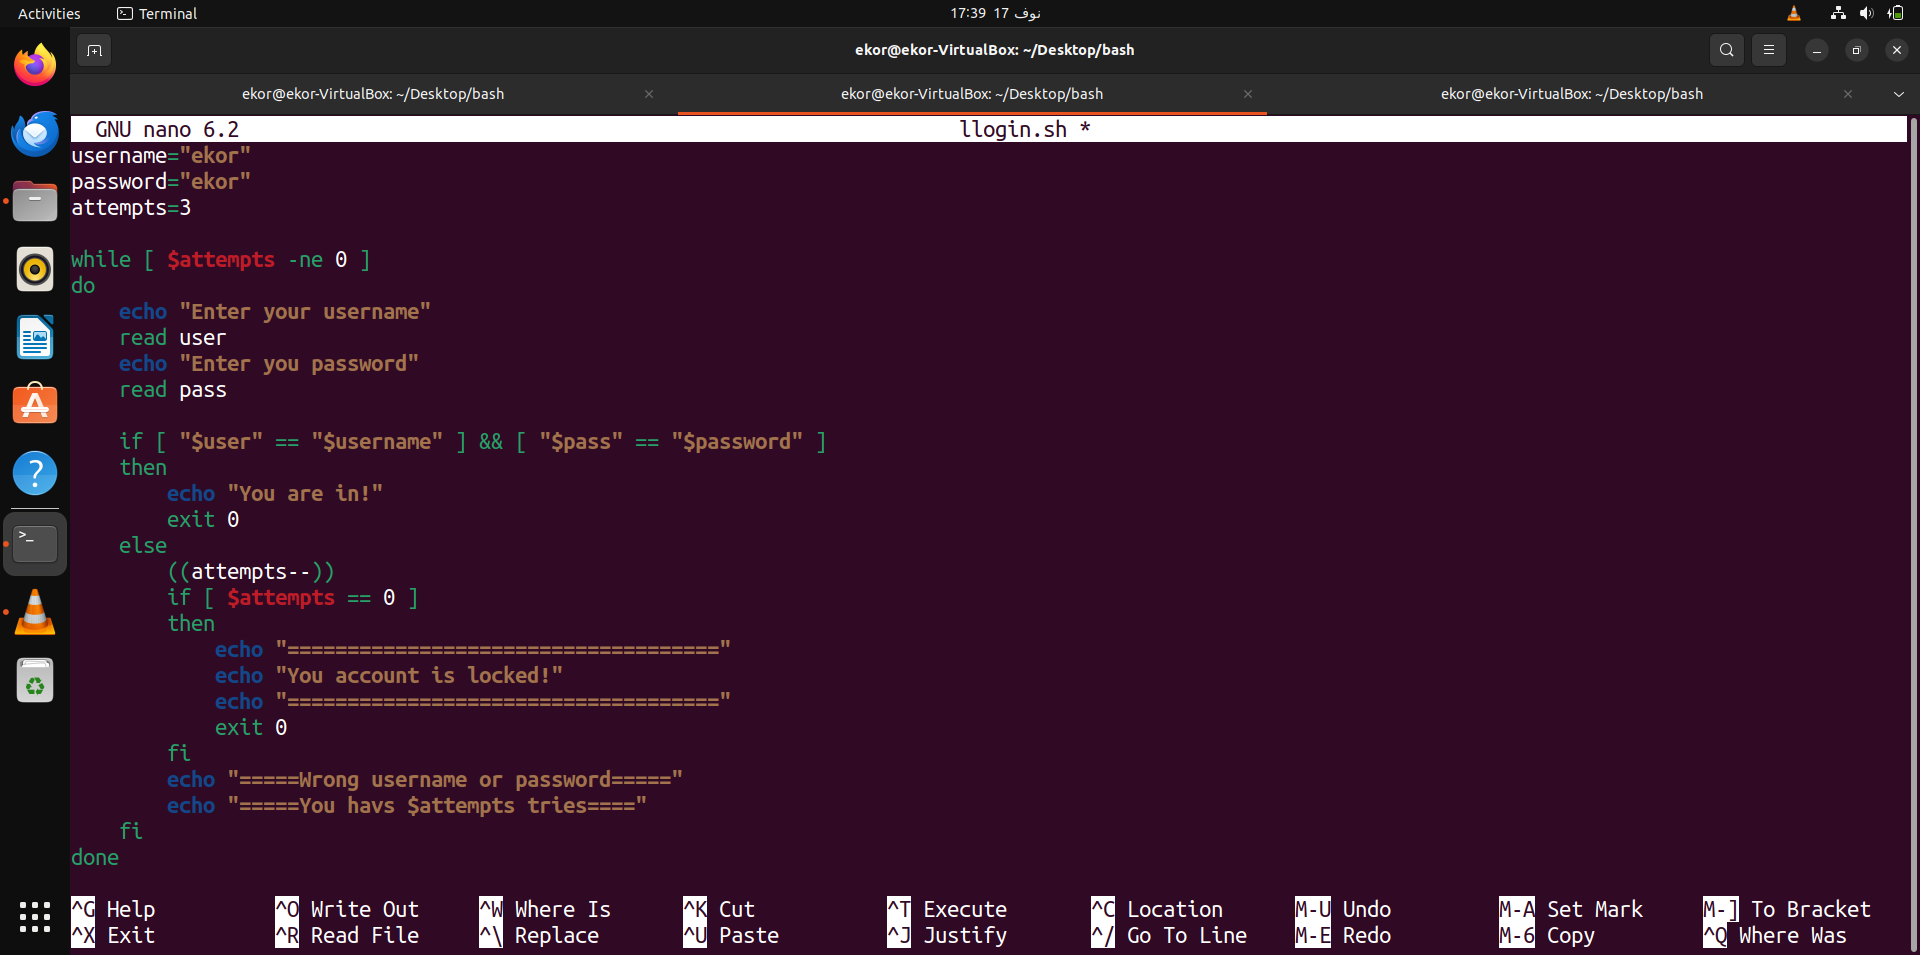 Activities Terminal 17:39 17 نوف
ekor@ekor-VirtualBox: ~/Desktop/bash
ekor@ekor-VirtualBox: ~/Desktop/bash ekor@ekor-VirtualBox: ~/Desktop/bash ekor@ekor-VirtualBox: ~/Desktop/bash
GNU nano 6.2 llogin.sh *
username="ekor"
password="ekor"
attempts=3
while [ $attempts -ne 0 ]
do
echo "Enter your username"
read user
echo "Enter you password"
read pass
if [ "$user" == "$username" ] && [ "$pass" == "$password" ]
then
echo "You are in!"
exit 0
else
((attempts--))
if [ $attempts == 0 ]
then
echo "===================================="
echo "You account is locked!"
echo "===================================="
exit 0
fi
echo "=====Wrong username or password====="
echo "=====You havs $attempts tries===="
fi
done
^G Help ^O Write Out ^W Where Is ^K Cut ^T Execute ^C Location M-U Undo M-A Set Mark M-] To Bracket
^X Exit ^R Read File ^\ Replace ^U Paste ^J Justify ^/ Go To Line M-E Redo M-6 Copy ^Q Where Was